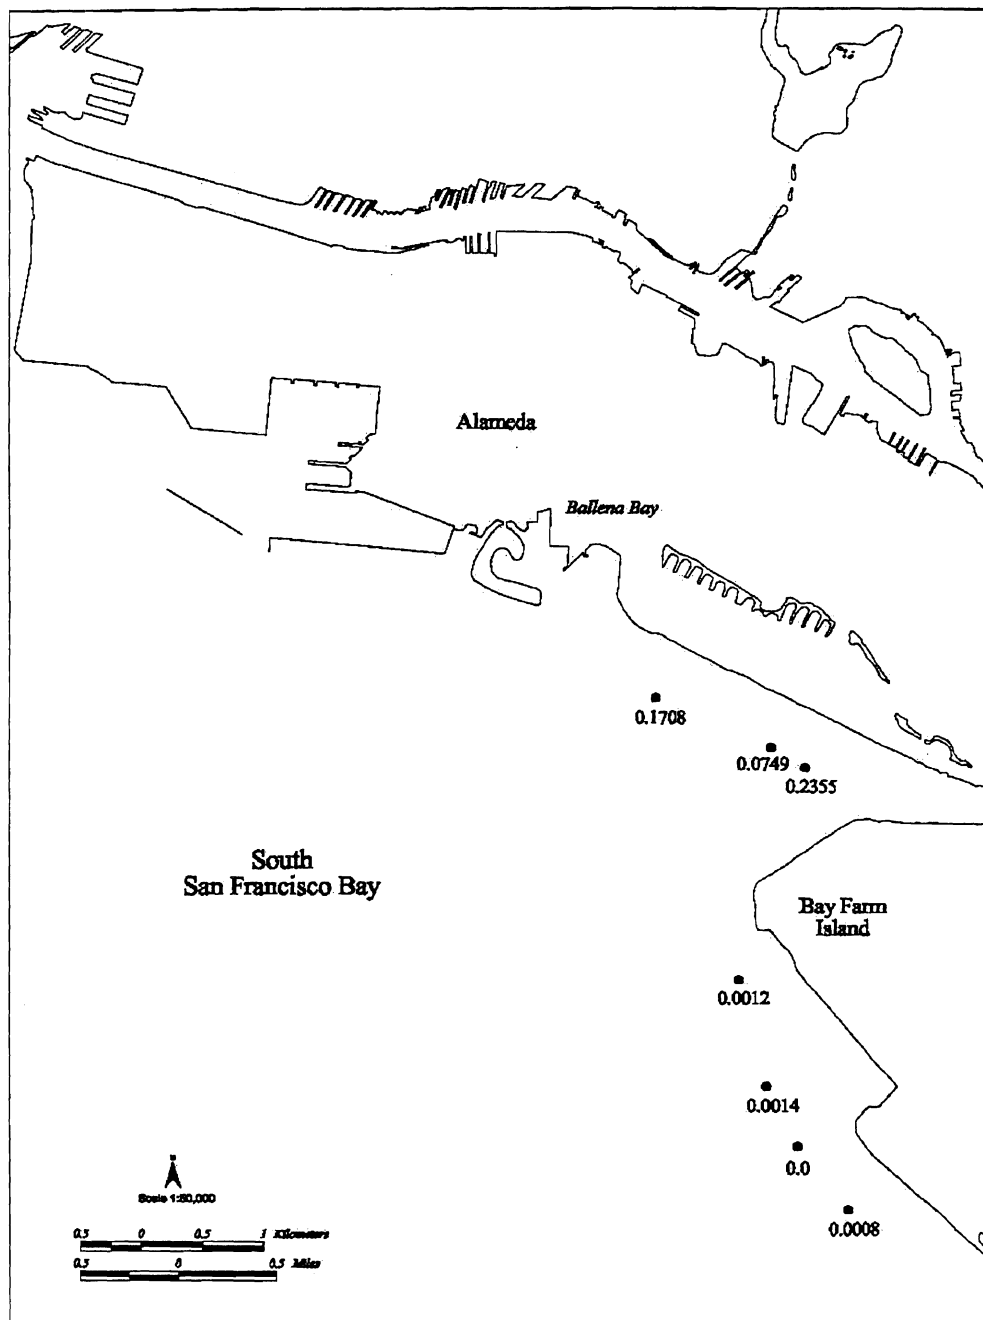 Alameda
Ballena Bay
0.1708
0.0749
0.2355
South
San Francisco Bay
Bay Farm
Island
0.0012
0.0014
0.0
0.0008
Scale 1:50,000
0.5 0 0.5 1 Kilometers
0.5 0 0.5 Miles